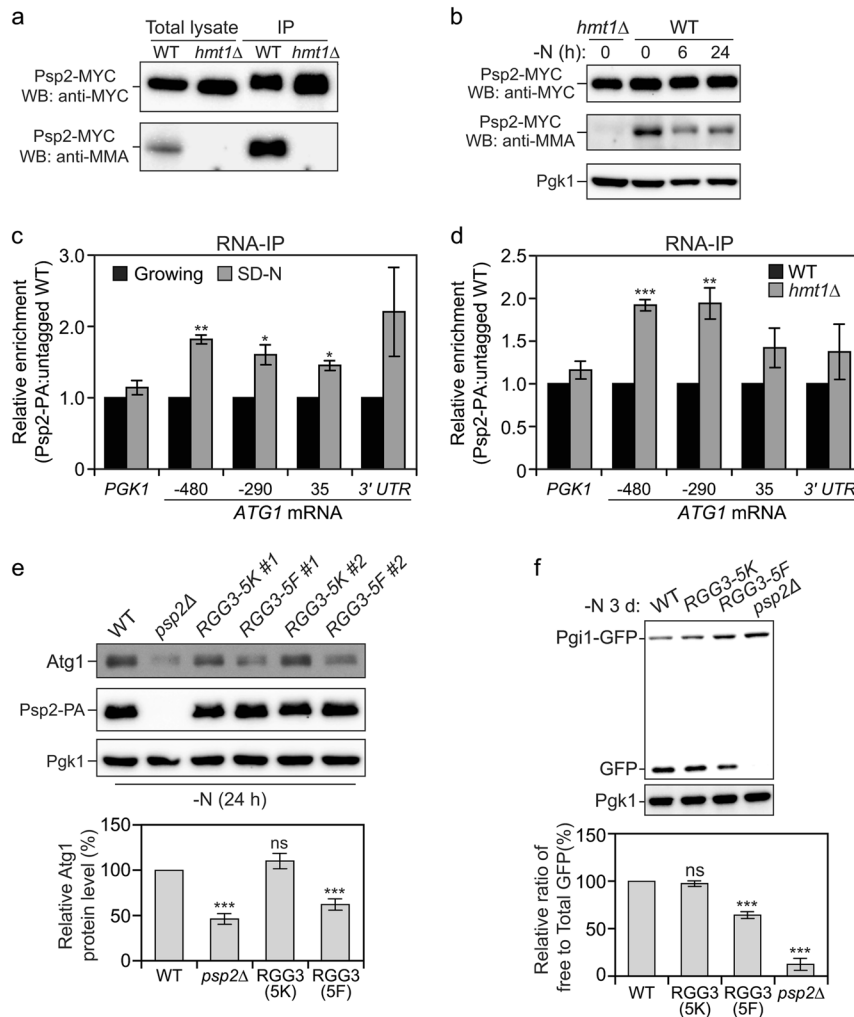 a
Total lysate IP
WT hmt1Δ WT hmt1Δ
Psp2-MYC
WB: anti-MYC
Psp2-MYC
WB: anti-MMA
b
hmt1Δ WT
-N (h): 0 0 6 24
Psp2-MYC
WB: anti-MYC
Psp2-MYC
WB: anti-MMA
Pgk1
c
RNA-IP
Relative enrichment
(Psp2-PA:untagged WT)
3.0
2.0
1.0
0
Growing SD-N
** * *
PGK1 -480 -290 35 3' UTR
ATG1 mRNA
d
RNA-IP
Relative enrichment
(Psp2-PA:untagged WT)
2.5
2.0
1.5
1.0
0.5
0
WT
hmt1Δ
*** **
PGK1 -480 -290 35 3' UTR
ATG1 mRNA
e
WT psp2Δ RGG3-5K #1 RGG3-5F #1 RGG3-5K #2 RGG3-5F #2
Atg1
Psp2-PA
Pgk1
-N (24 h)
Relative Atg1
protein level (%)
150
100
50
0
*** ns ***
WT psp2Δ RGG3 RGG3
(5K) (5F)
f
-N 3 d: WT RGG3-5K RGG3-5F psp2Δ
Pgi1-GFP
GFP
Pgk1
Relative ratio of
free to Total GFP(%)
150
100
50
0
ns *** ***
WT RGG3 RGG3 psp2Δ
(5K) (5F)